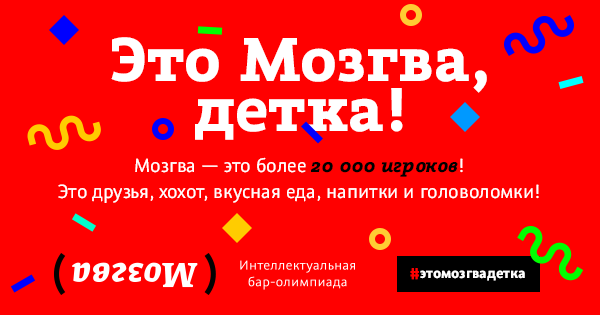 Это Мозгва,
детка!
Мозгва — это более 20 000 игроков!
Это друзья, хохот, вкусная еда, напитки и головоломки!
(Мозгва)
Интеллектуальная
бар-олимпиада
#этомозгвадетка